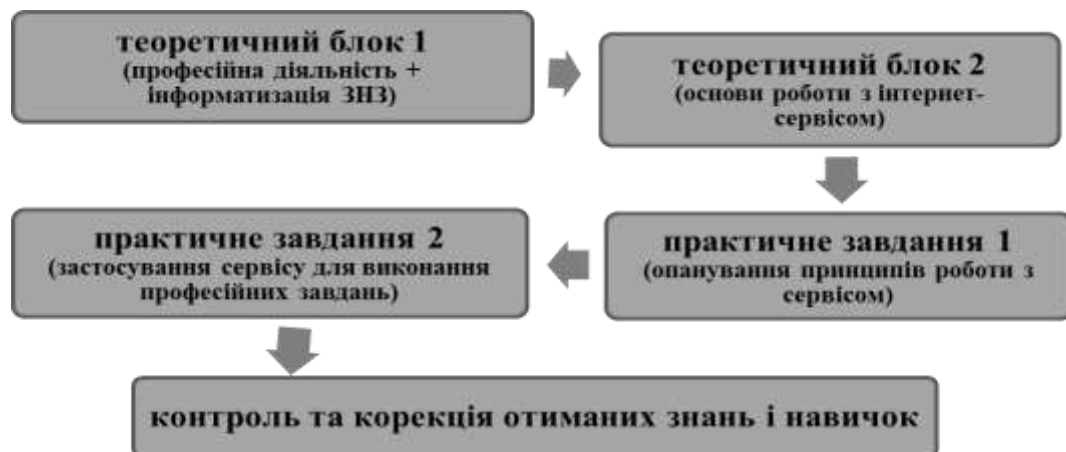 теоретичний блок 1
(професійна діяльність +
інформатизація ЗНЗ)
теоретичний блок 2
(основи роботи з інтернет-
сервісом)
практичне завдання 1
(опанування принципів роботи з
сервісом)
практичне завдання 2
(застосування сервісу для виконання
професійних завдань)
контроль та корекція отиманих знань і навичок